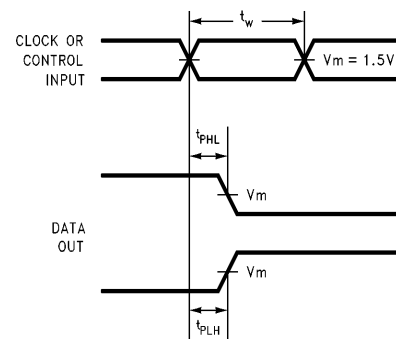 tw
CLOCK OR
CONTROL
INPUT
Vm = 1.5V
tPHL
Vm
DATA
OUT
Vm
tPLH